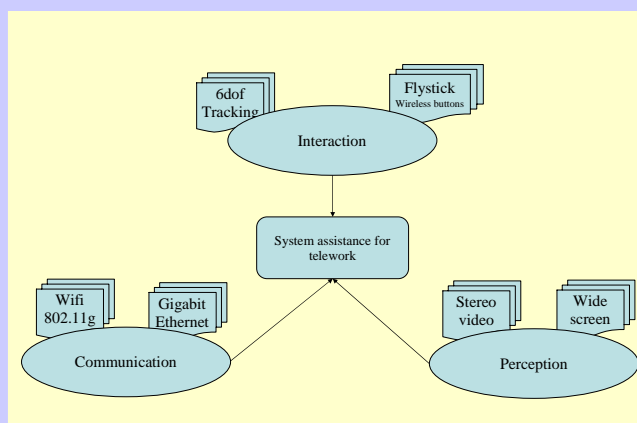 6dof
Tracking
Flystick
Wireless buttons
Interaction
System assistance for
telework
Wifi
802.11g
Gigabit
Ethernet
Communication
Stereo
video
Wide
screen
Perception